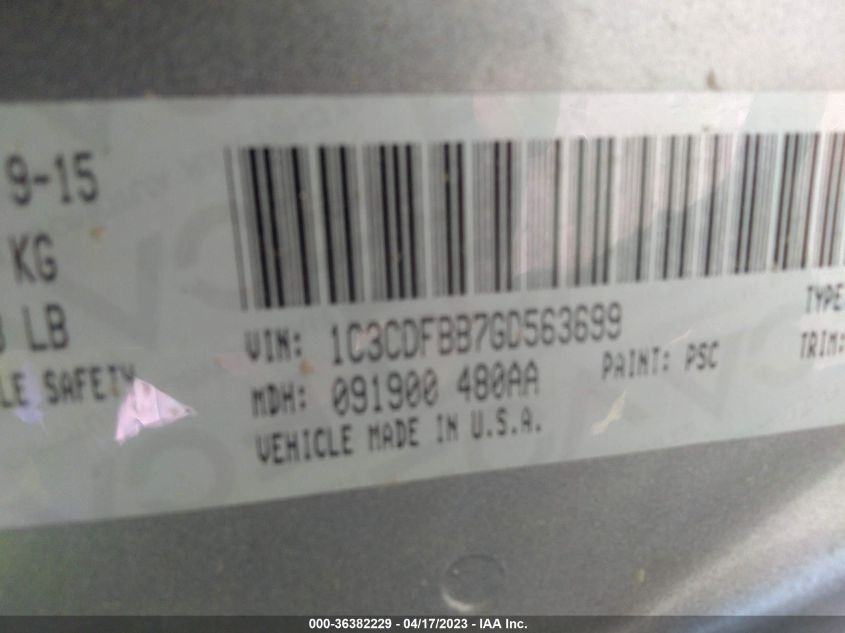 9-15
KG
LB
LE SAFETY
VIN: 1C3CDFBB7GD563699
TYPE
MDH: 091900 480AA
PAINT: PSC
TRIM:
VEHICLE MADE IN U.S.A.
000-36382229 - 04/17/2023 - IAA Inc.